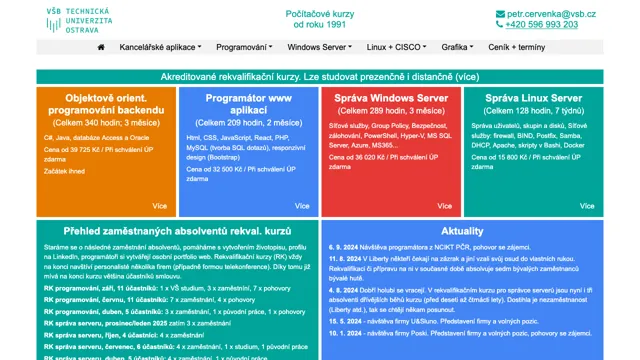 VŠB TECHNICKÁ
UNIVERZITA
OSTRAVA
Počítačové kurzy
od roku 1991
petr.cervenka@vsb.cz
+420 596 993 203
Kancelářské aplikace
Programování
Windows Server
Linux + CISCO
Grafika
Ceník + termíny
Akreditované rekvalifikační kurzy. Lze studovat prezenčně i distančně (více)
Objektově orient.
programování backendu
(Celkem 340 hodin; 3 měsíce)
C#, Java, databáze Access a Oracle
Cena od 39 725 Kč / Při schválení ÚP
zdarma
Začátek ihned
Více
Programátor www
aplikací
(Celkem 209 hodin, 2 měsíce)
Html, CSS, JavaScript, React, PHP,
MySQL (tvorba SQL dotazů), responzivní
design (Bootstrap)
Cena od 32 500 Kč / Při schválení ÚP
zdarma
Více
Správa Windows Server
(Celkem 289 hodin, 3 měsíce)
Síťové služby, Group Policy, Bezpečnost,
zálohování, PowerShell, Hyper-V, MS SQL
Server, Azure, MS365...
Cena od 36 020 Kč / Při schválení ÚP
zdarma
Více
Správa Linux Server
(Celkem 128 hodin, 7 týdnů)
Správa uživatelů, skupin a disků, Síťové
služby: firewall, BIND, Postfix, Samba,
DHCP, Apache, skripty v Bashi, Docker
Cena od 15 800 Kč / Při schválení ÚP
zdarma
Více
Přehled zaměstnaných absolventů rekval. kurzů
Staráme se o následné zaměstnání absolventů, pomáháme s vytvořením životopisu, profilu
na LinkedIn, programátoři si vytvářejí osobní portfolio web. Rekvalifikační kurzy (RK) vždy
na konci navštíví personalisté několika firem (případně formou telekonference). Díky tomu již
mívá na konci kurzu většina účastníků smlouvu.
RK programování, září, 11 účastníků: 1 x VŠ studium, 3 x zaměstnání, 7 x pohovory
RK programování, červnu, 11 účastníků: 7 x zaměstnání, 4 x pohovory
RK programování, duben, 5 účastníků: 3 x zaměstnání, 1 x původní práce, 1 x pohovory
RK správa serveru, prosinec/leden 2025 zatím 3 x zaměstnání
RK správa serveru, říjen, 4 účastníci: 4 x zaměstnání
RK správa serveru, červenec, 6 účastníků: 4 x zaměstnání, 1 x studium, 1 původní práce
RK správa serveru, duben, 5 účastníků: 4 x zaměstnání, 1 x původní práce
Aktuality
6. 9. 2024 Návštěva programátora z NCIKT PČR, pohovor se zájemci.
11. 8. 2024 V Liberty někteří čekají na zázrak a jiní vzali svůj osud do vlastních rukou.
Rekvalifikaci či přípravu na ni v současné době absolvuje sedm bývalých zaměstnanců
bývalé hutě.
4. 8. 2024 Dobří holubi se vracejí. V rekvalifikačním kurzu pro správce serverů jsou nyní i tři
absolventi dřívějších běhů kurzu (před deseti až čtrnácti lety). Dostihla je nezaměstnanost
(Liberty atd.), tak se chtějí někam posunout.
15. 5. 2024 - návštěva firmy U&Sluno. Představení firmy a volných pozic.
10. 1. 2024 - návštěva firmy Poski. Představení firmy a volných pozic, pohovory se zájemci.